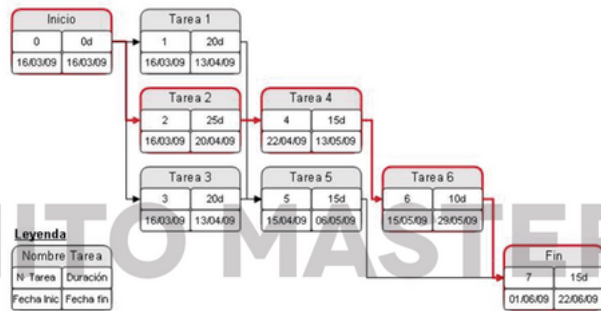 Inicio
0 0d
16/03/09 16/03/09
Tarea 1
1 20d
16/03/09 13/04/09
Tarea 2
2 25d
16/03/09 20/04/09
Tarea 4
4 15d
22/04/09 13/05/09
Tarea 3
3 20d
16/03/09 13/04/09
Tarea 5
5 15d
15/04/09 06/05/09
Tarea 6
6 10d
15/05/09 29/05/09
Fin
7 15d
01/06/09 22/06/09
Leyenda
Nombre Tarea
Nº Tarea Duración
Fecha Inic Fecha fin
ITO MASTER